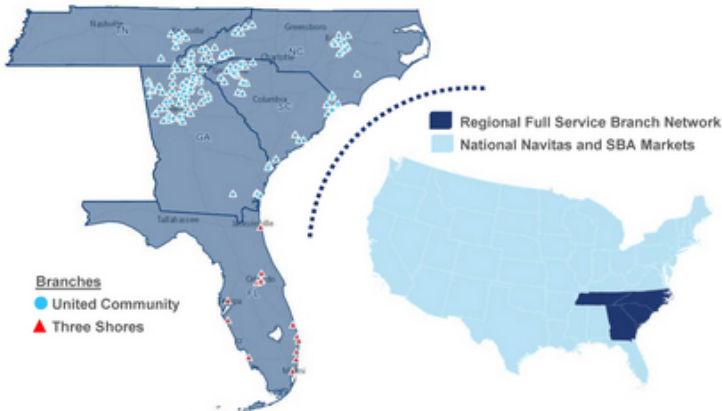 Nashville
TN
Greensboro
NC
Charlotte
Columbia
SC
GA
Tallahassee
Jacksonville
Orlando
FL
Miami
Regional Full Service Branch Network
National Navitas and SBA Markets
Branches
United Community
Three Shores